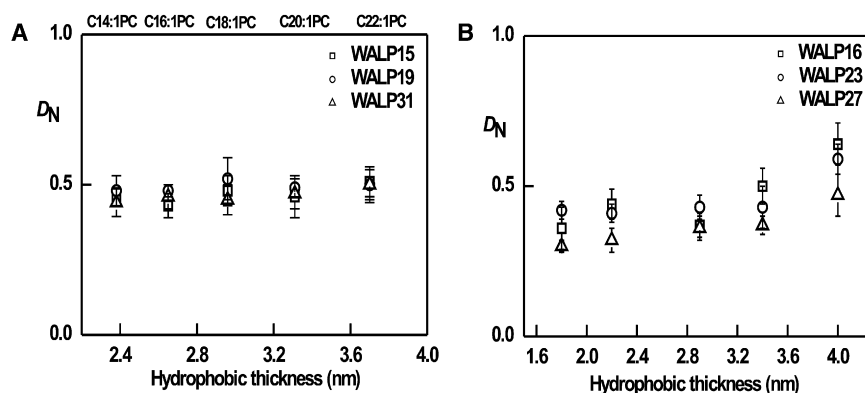 A
C14:1PC C16:1PC C18:1PC C20:1PC C22:1PC
1.0
WALP15
WALP19
WALP31
DN
0.5
0.0
2.4 2.8 3.2 3.6 4.0
Hydrophobic thickness (nm)
B
1.0
WALP16
WALP23
WALP27
DN
0.5
0.0
1.6 2.0 2.4 2.8 3.2 3.6 4.0
Hydrophobic thickness (nm)